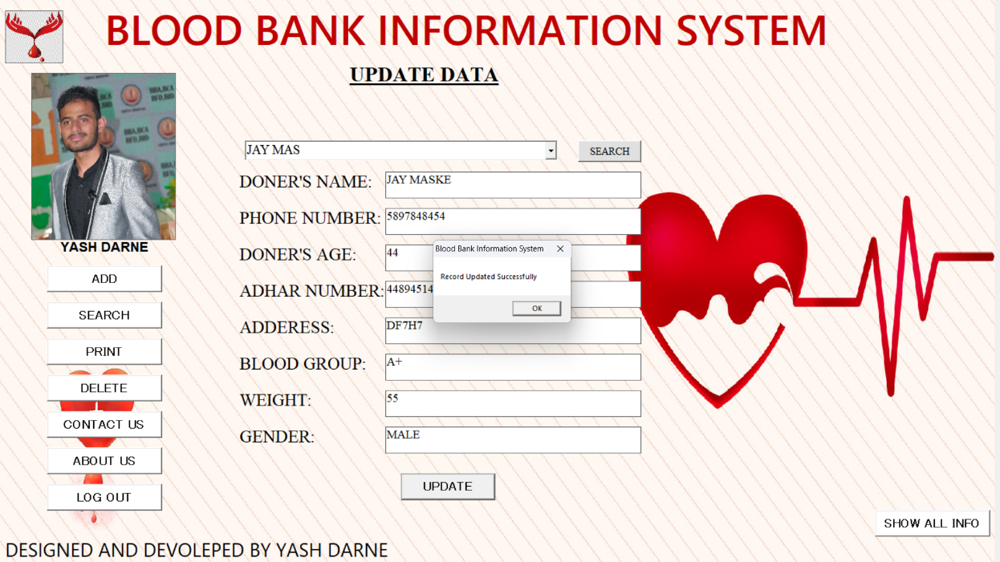 BLOOD BANK INFORMATION SYSTEM
UPDATE DATA
YASH DARNE
ADD
SEARCH
PRINT
DELETE
CONTACT US
ABOUT US
LOG OUT
JAY MAS
SEARCH
DONER'S NAME: JAY MASKE
PHONE NUMBER: 5897848454
DONER'S AGE: 44
ADHAR NUMBER: 44894514
ADDERESS: DF7H7
BLOOD GROUP: A+
WEIGHT: 55
GENDER: MALE
Blood Bank Information System
Record Updated Successfully
OK
UPDATE
SHOW ALL INFO
DESIGNED AND DEVOLEPED BY YASH DARNE